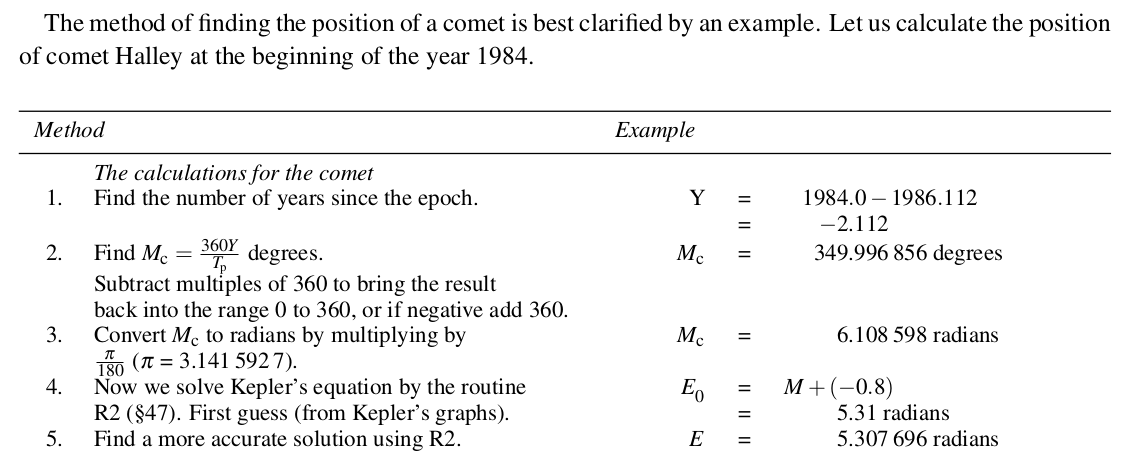 The method of finding the position of a comet is best clarified by an example. Let us calculate the position
of comet Halley at the beginning of the year 1984.
Method Example
The calculations for the comet
1. Find the number of years since the epoch. Y = 1984.0 − 1986.112
= −2.112
2. Find M_c = 360Y/T_p degrees. M_c = 349.996 856 degrees
Subtract multiples of 360 to bring the result
back into the range 0 to 360, or if negative add 360.
3. Convert M_c to radians by multiplying by M_c = 6.108 598 radians
π/180 (π = 3.141 592 7).
4. Now we solve Kepler’s equation by the routine E_0 = M + (−0.8)
R2 (§47). First guess (from Kepler’s graphs). = 5.31 radians
5. Find a more accurate solution using R2. E = 5.307 696 radians